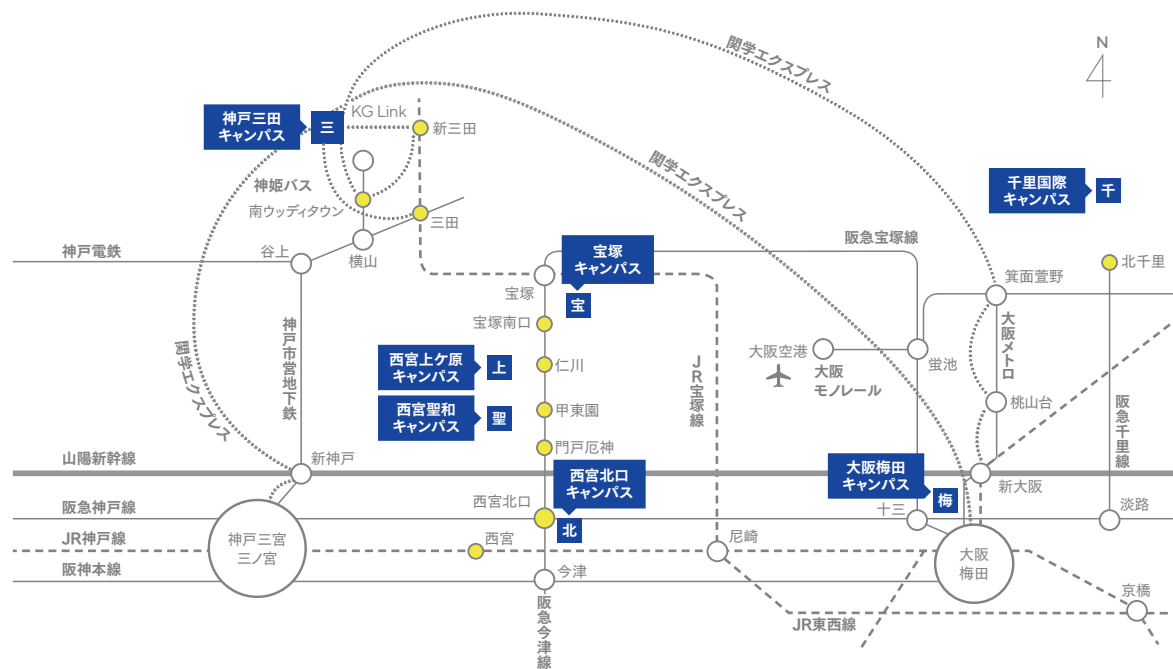 関学エクスプレス
N
KG Link
神戸三田
キャンパス
三
新三田
関学エクスプレス
千里国際
キャンパス
千
神姫バス
南ウッディタウン
三田
阪急宝塚線
宝塚
キャンパス
神戸電鉄
谷上
横山
北千里
箕面萱野
宝塚
宝
宝塚南口
神戸市営地下鉄
大阪メトロ
関学エクスプレス
西宮上ケ原
キャンパス
上
仁川
JR宝塚線
大阪空港
大阪
モノレール
蛍池
西宮聖和
キャンパス
聖
甲東園
桃山台
阪急千里線
門戸厄神
山陽新幹線
新神戸
西宮北口
キャンパス
大阪梅田
キャンパス
梅
新大阪
阪急神戸線
西宮北口
北
十三
淡路
JR神戸線
神戸三宮
三ノ宮
西宮
尼崎
大阪
梅田
阪神本線
今津
京橋
阪急今津線
JR東西線